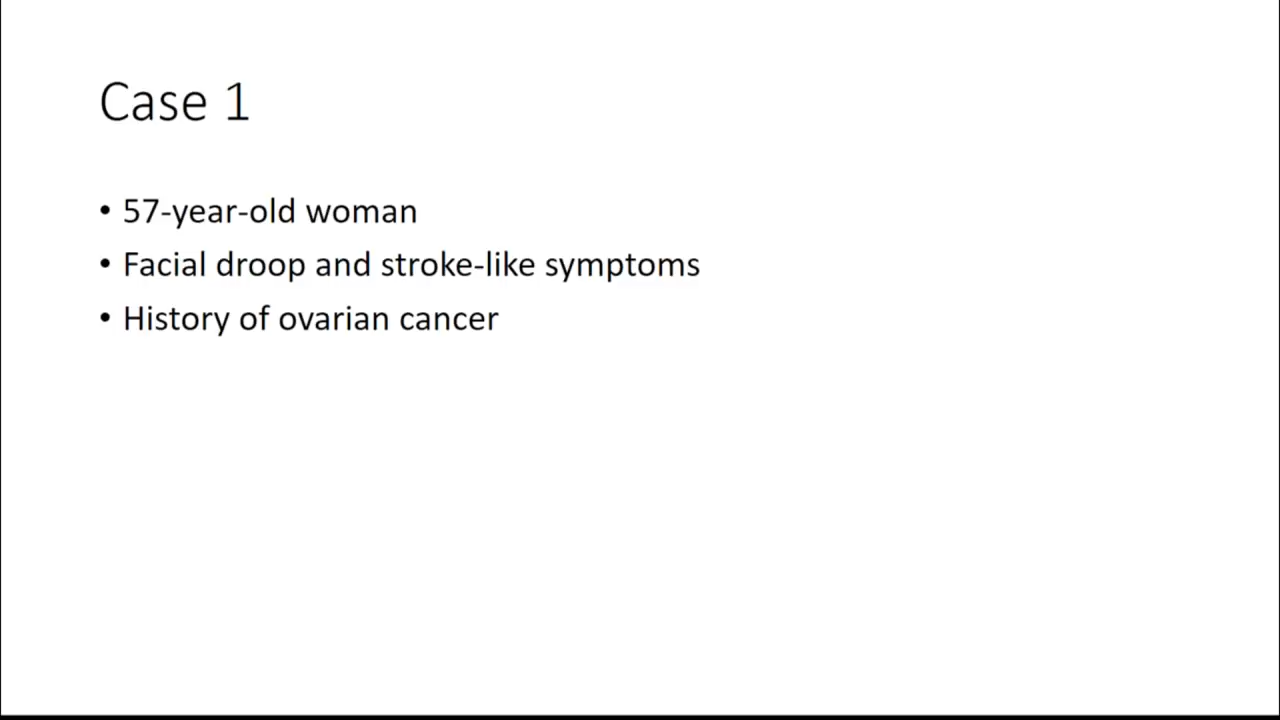 Case 1
• 57-year-old woman
• Facial droop and stroke-like symptoms
• History of ovarian cancer